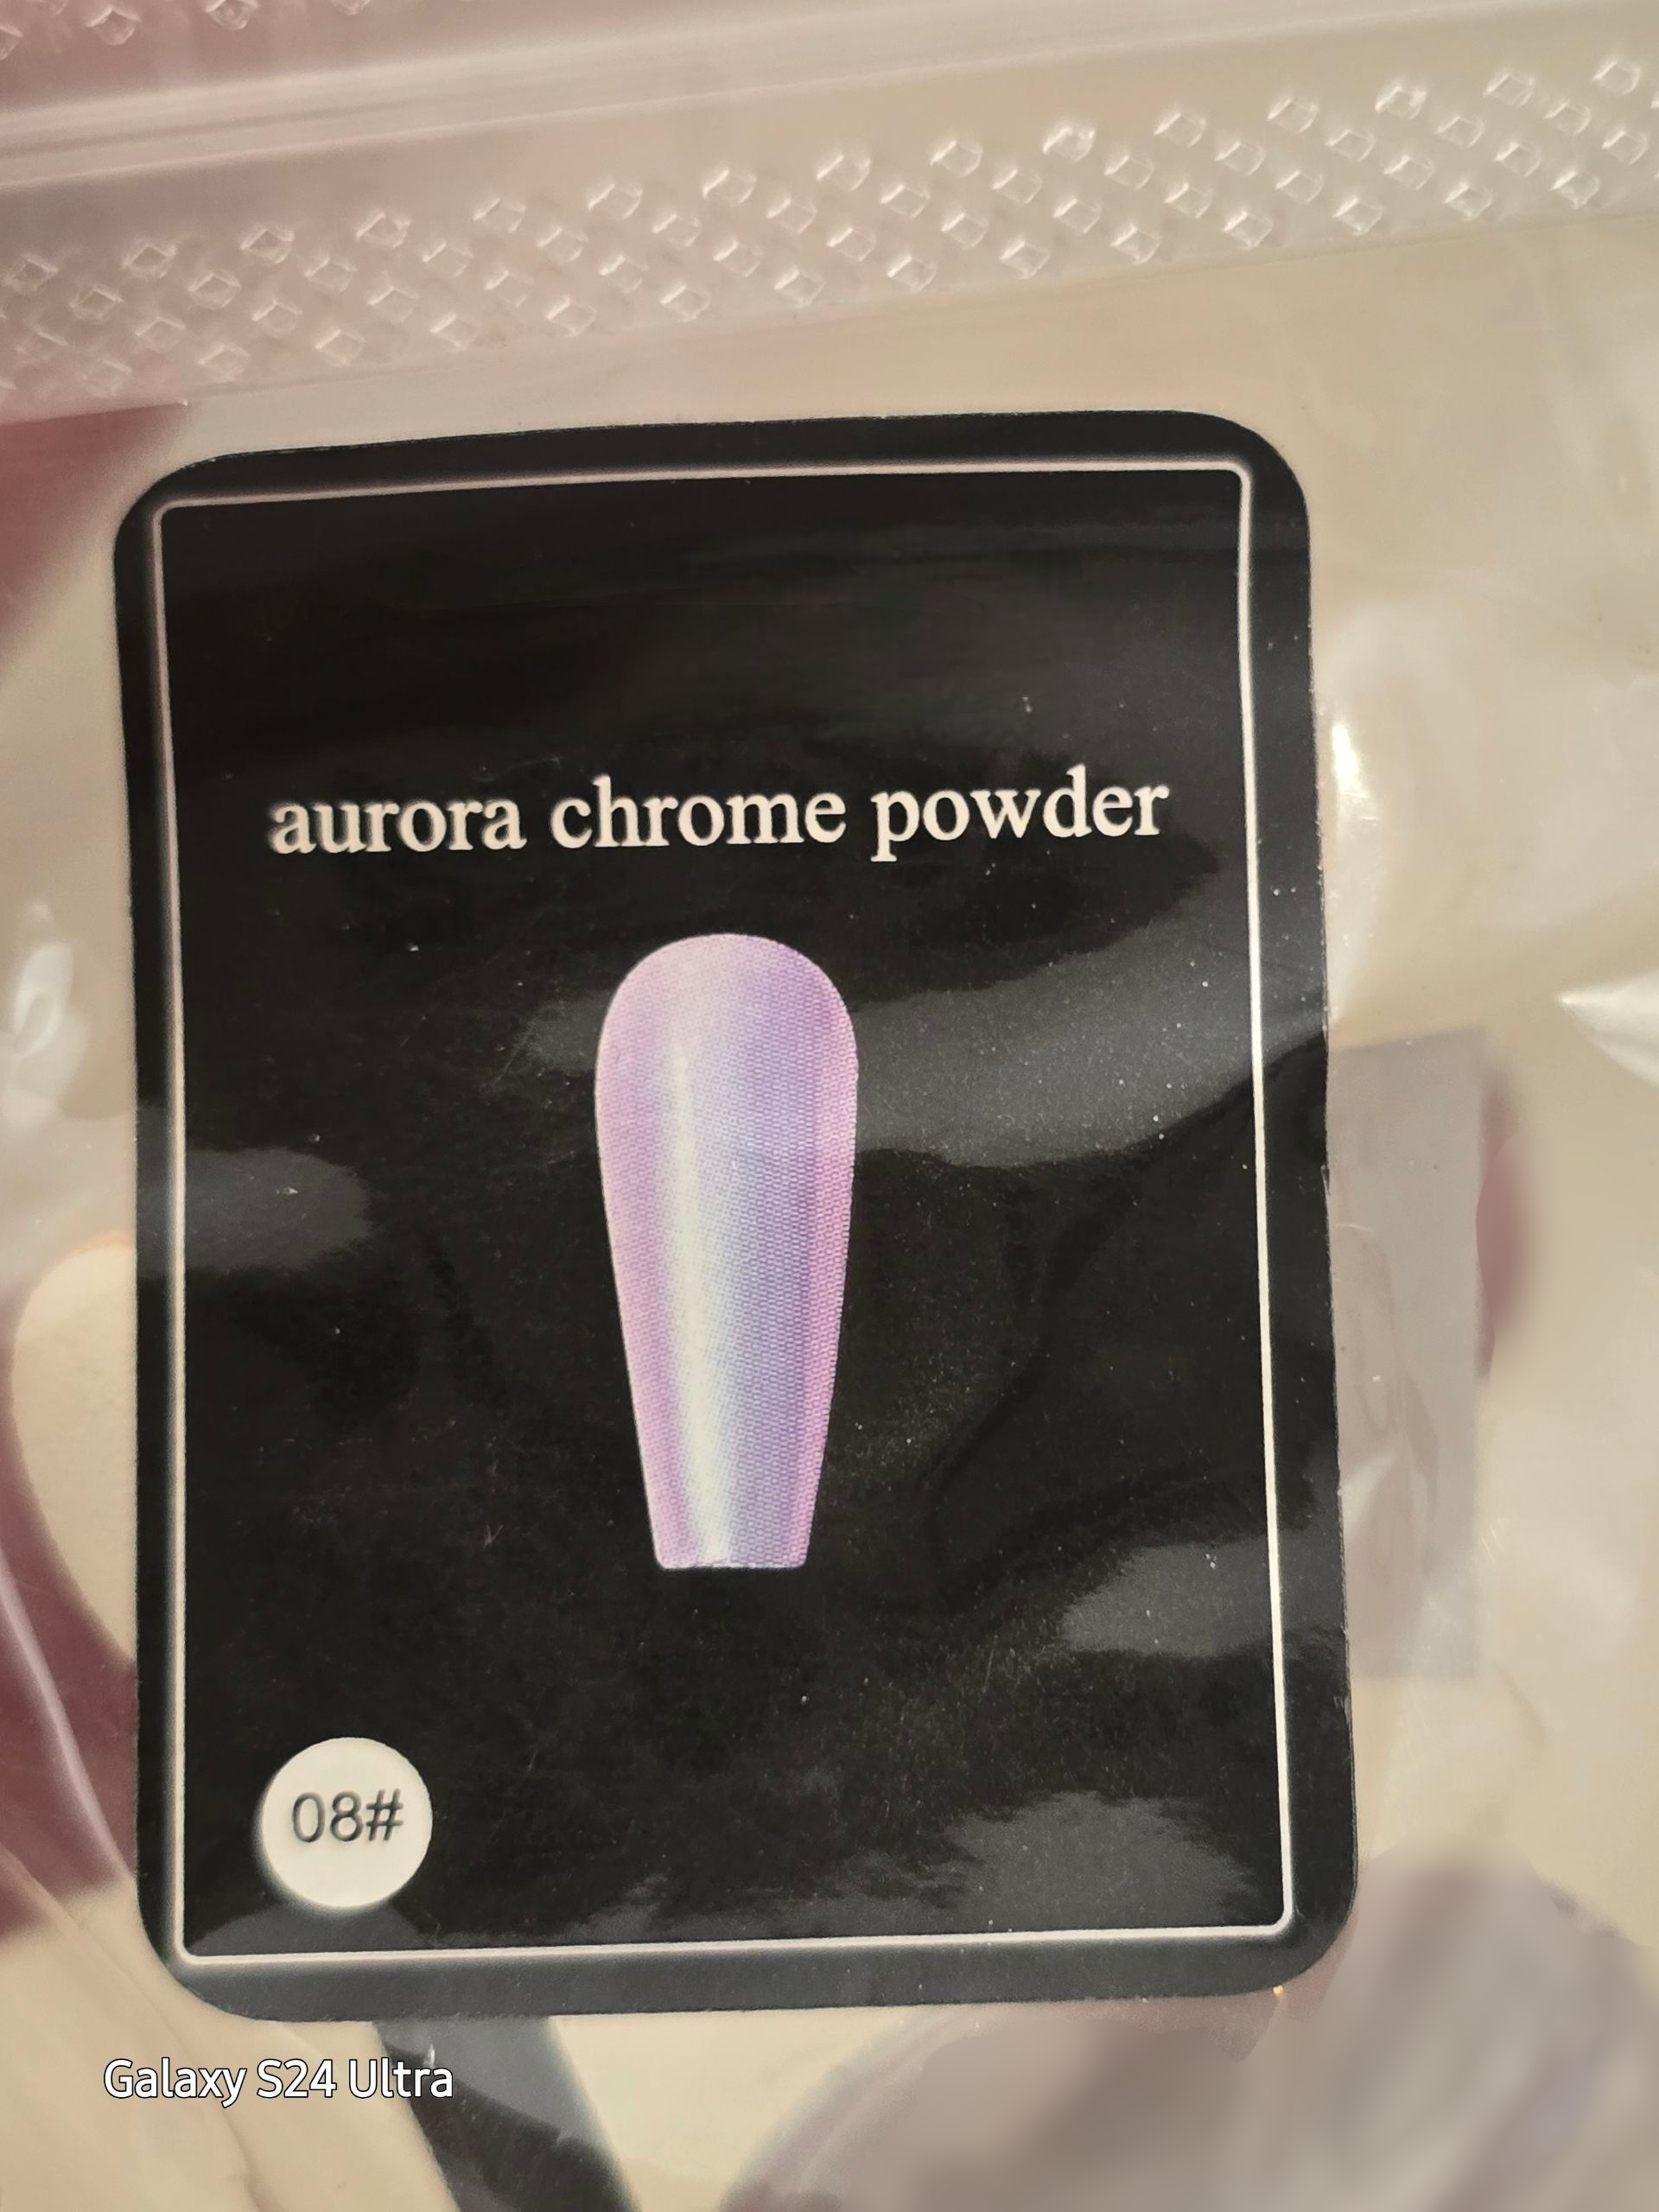 aurora chrome powder
08#
Galaxy S24 Ultra